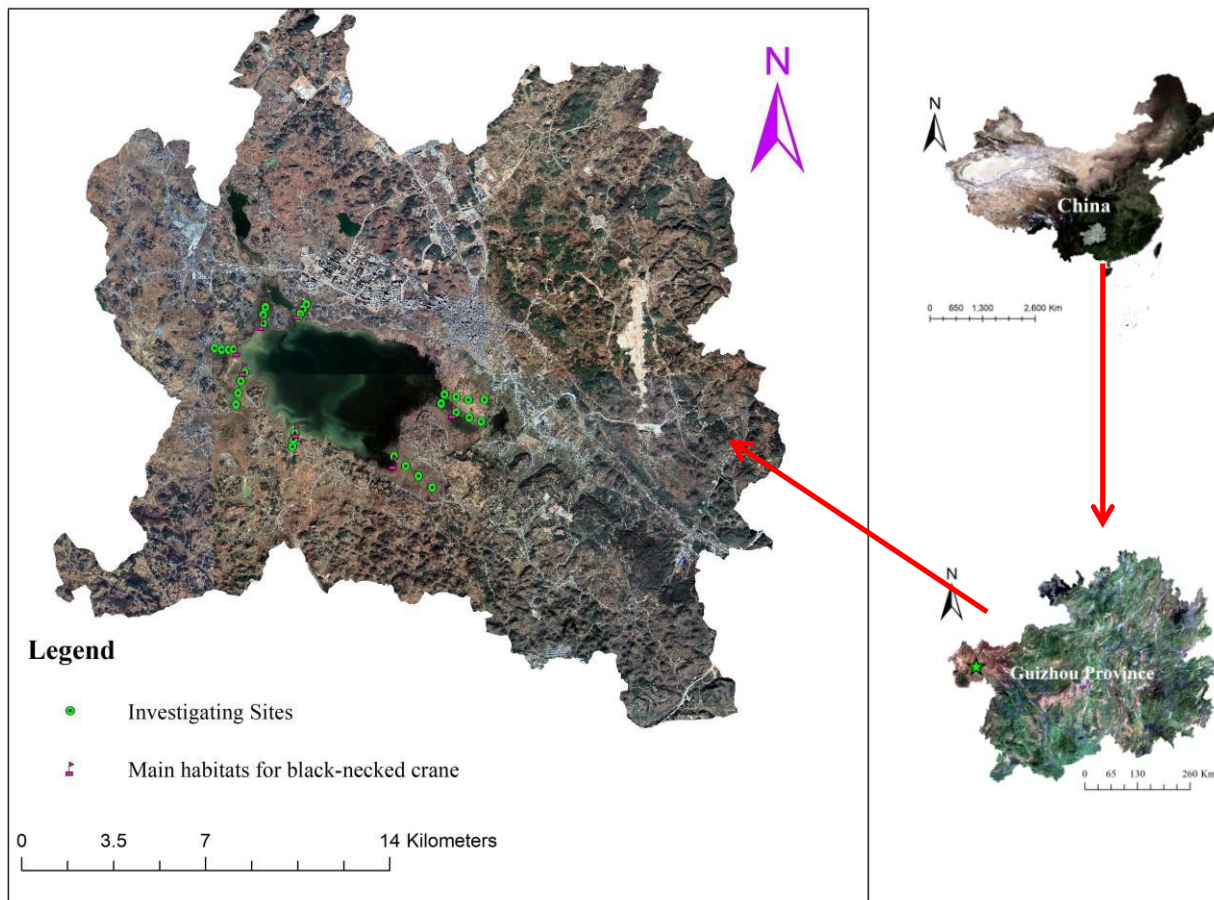 N
Legend
Investigating Sites
Main habitats for black-necked crane
0 3.5 7 14 Kilometers
N
China
0 650 1,300 2,600 Km
N
Guizhou Province
0 65 130 260 Km